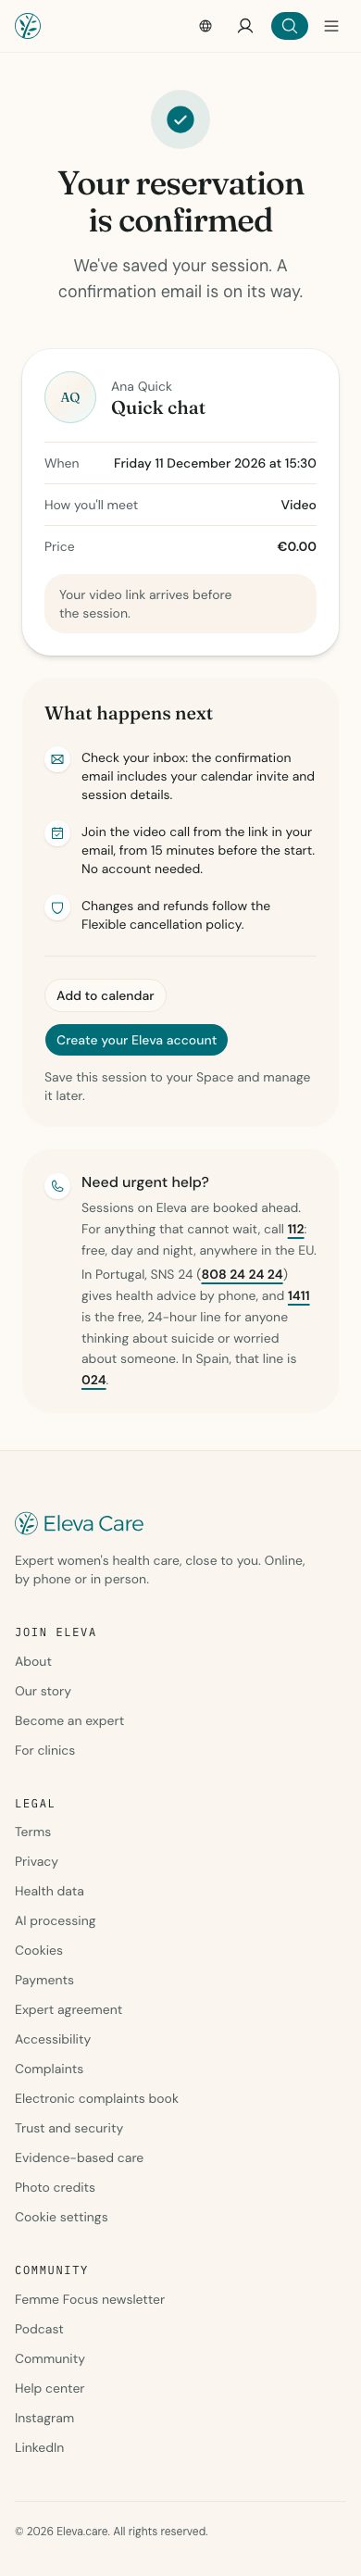 Your reservation
is confirmed
We've saved your session. A
confirmation email is on its way.
AQ
Ana Quick
Quick chat
When Friday 11 December 2026 at 15:30
How you'll meet Video
Price €0.00
Your video link arrives before
the session.
What happens next
Check your inbox: the confirmation
email includes your calendar invite and
session details.
Join the video call from the link in your
email, from 15 minutes before the start.
No account needed.
Changes and refunds follow the
Flexible cancellation policy.
Add to calendar
Create your Eleva account
Save this session to your Space and manage
it later.
Need urgent help?
Sessions on Eleva are booked ahead.
For anything that cannot wait, call 112:
free, day and night, anywhere in the EU.
In Portugal, SNS 24 (808 24 24 24)
gives health advice by phone, and 1411
is the free, 24-hour line for anyone
thinking about suicide or worried
about someone. In Spain, that line is
024.
Eleva Care
Expert women's health care, close to you. Online,
by phone or in person.
JOIN ELEVA
About
Our story
Become an expert
For clinics
LEGAL
Terms
Privacy
Health data
AI processing
Cookies
Payments
Expert agreement
Accessibility
Complaints
Electronic complaints book
Trust and security
Evidence-based care
Photo credits
Cookie settings
COMMUNITY
Femme Focus newsletter
Podcast
Community
Help center
Instagram
LinkedIn
© 2026 Eleva.care. All rights reserved.